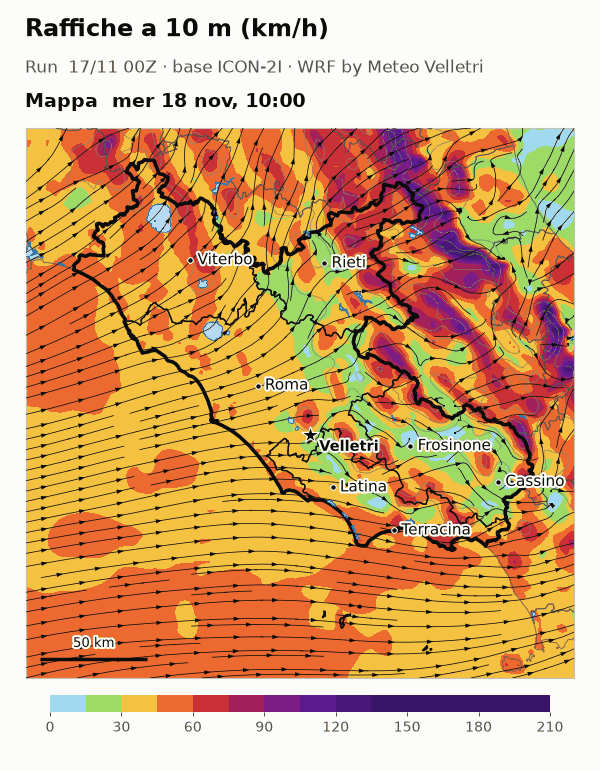 Raffiche a 10 m (km/h)
Run 17/11 00Z · base ICON-2I · WRF by Meteo Velletri
Mappa mer 18 nov, 10:00
Viterbo
Rieti
Roma
Velletri
Frosinone
Latina
Cassino
Terracina
50 km
0 30 60 90 120 150 180 210